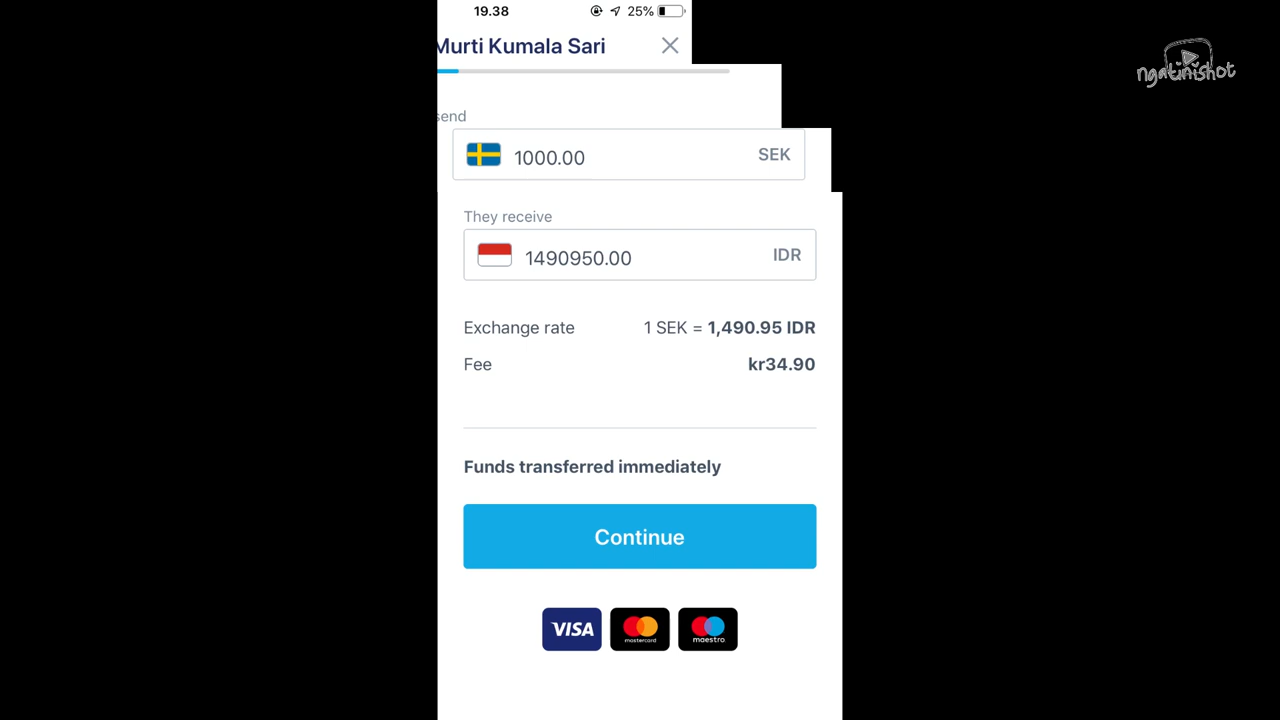 19.38 25%
Murti Kumala Sari
send
1000.00 SEK
They receive
1490950.00 IDR
Exchange rate 1 SEK = 1,490.95 IDR
Fee kr34.90
Funds transferred immediately
Continue
VISA mastercard maestro
ngatinishot